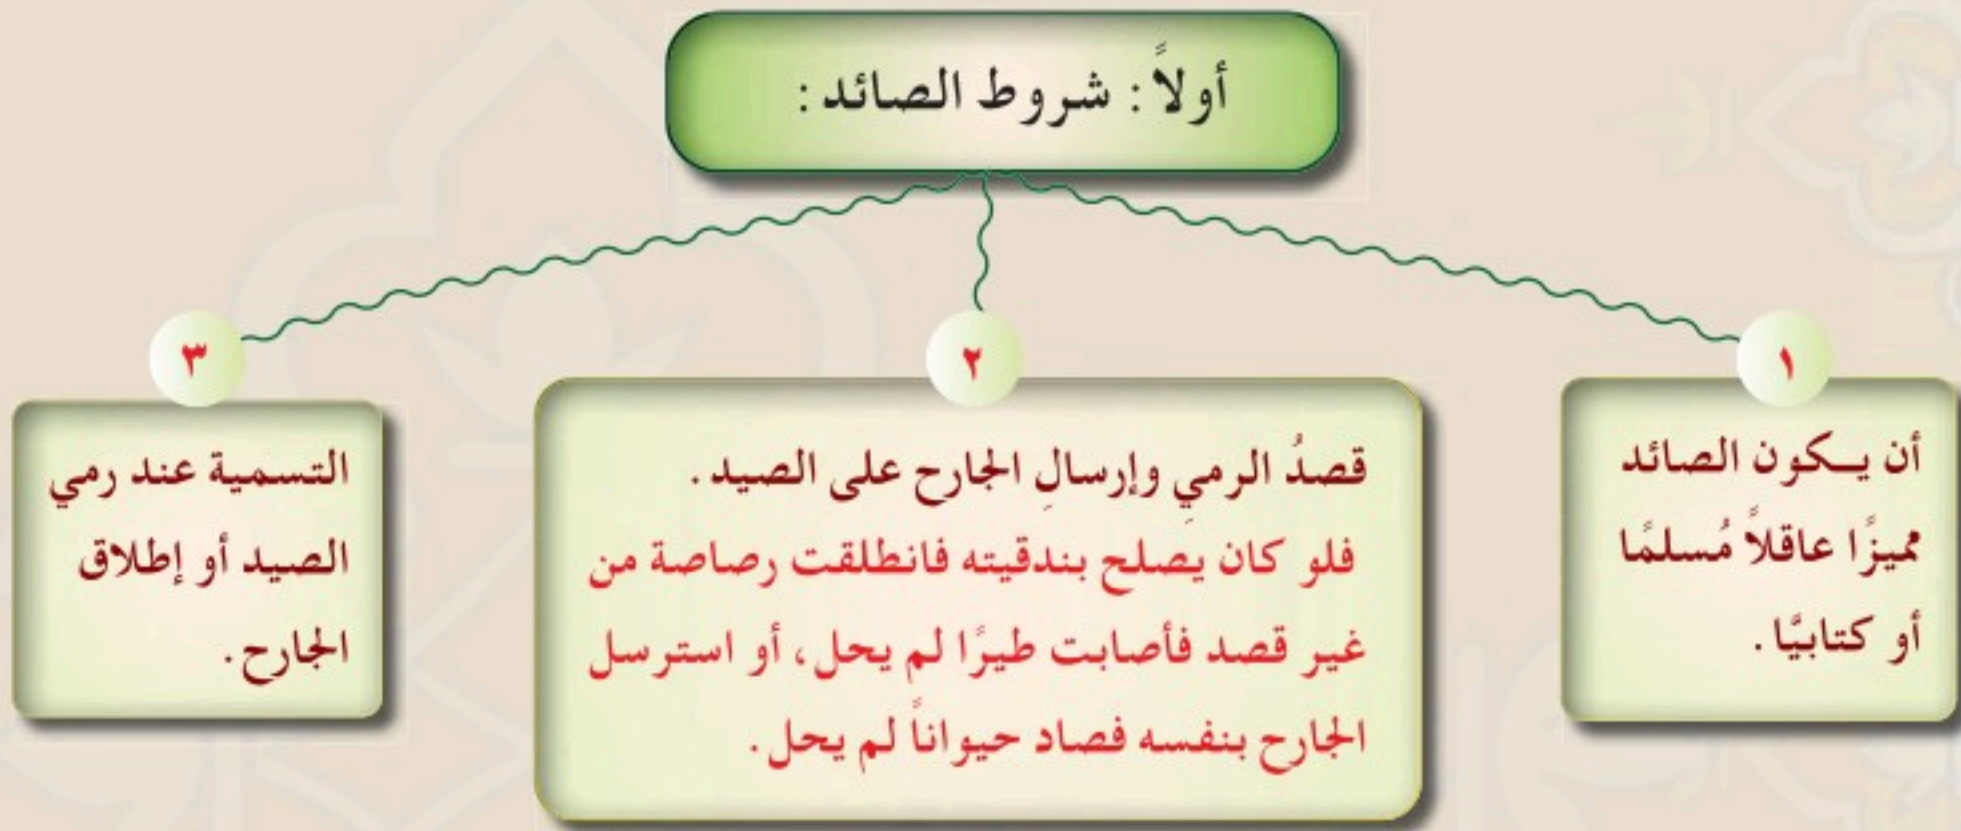 أولاً : شروط الصائد :
١
أن يكون الصائد
مميزًا عاقلاً مُسلمًا
أو كتابيًّا .
٢
قصدُ الرميِ وإرسالِ الجارح على الصيد .
فلو كان يصلح بندقيته فانطلقت رصاصة من
غير قصد فأصابت طيرًا لم يحل، أو استرسل
الجارح بنفسه فصاد حيواناً لم يحل .
٣
التسمية عند رمي
الصيد أو إطلاق
الجارح .